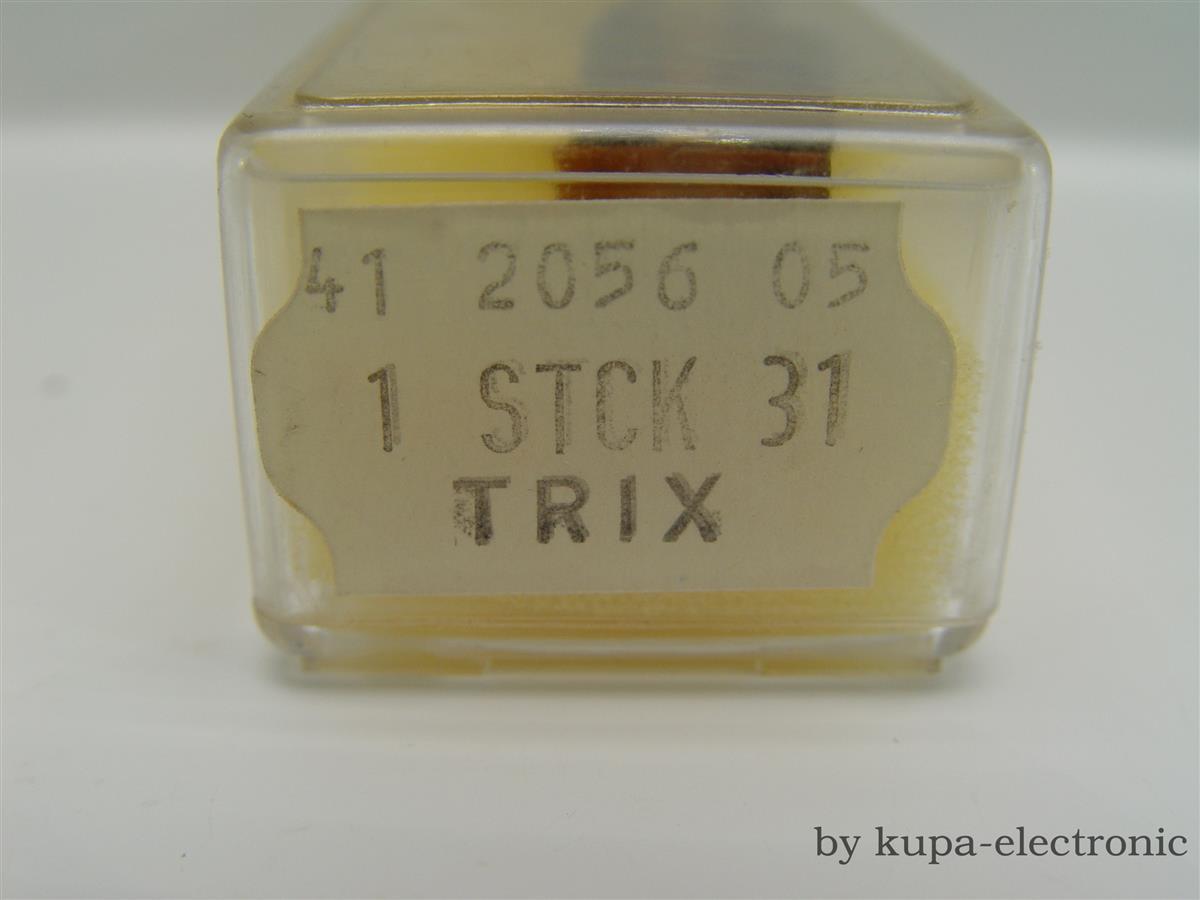 41 2056 05
1 STCK 31
TRIX
by kupa-electronic